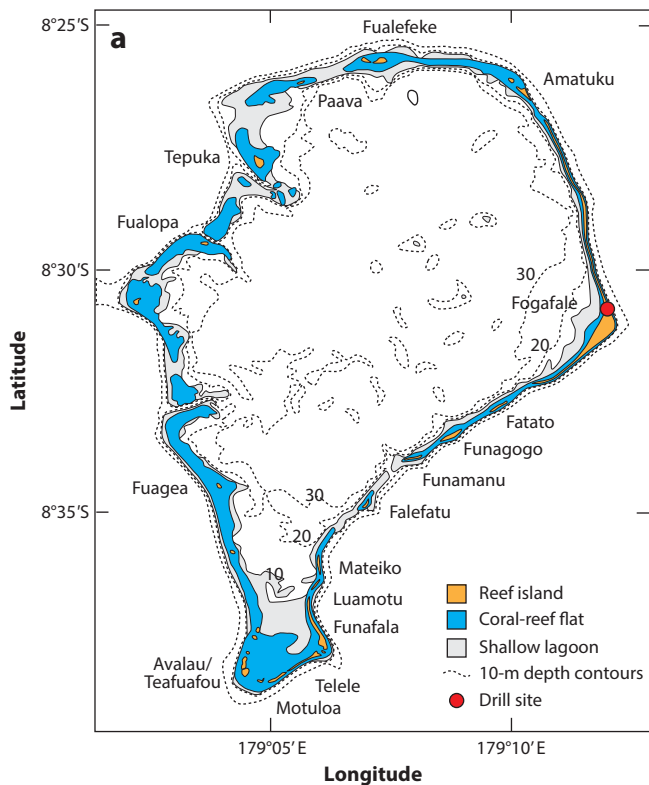 a
8°25′S
8°30′
8°35′
Latitude
Fualefeke
Amatuku
Paava
Tepuka
Fualopa
30
Fogafale
20
Fatato
Funagogo
Funamanu
Fuagea
30
Falefatu
20
Mateiko
10
Luamotu
Funafala
Avalau/
Teafuafou
Telele
Motuloa
Reef island
Coral-reef flat
Shallow lagoon
10-m depth contours
Drill site
179°05′ E
179°10′ E
Longitude